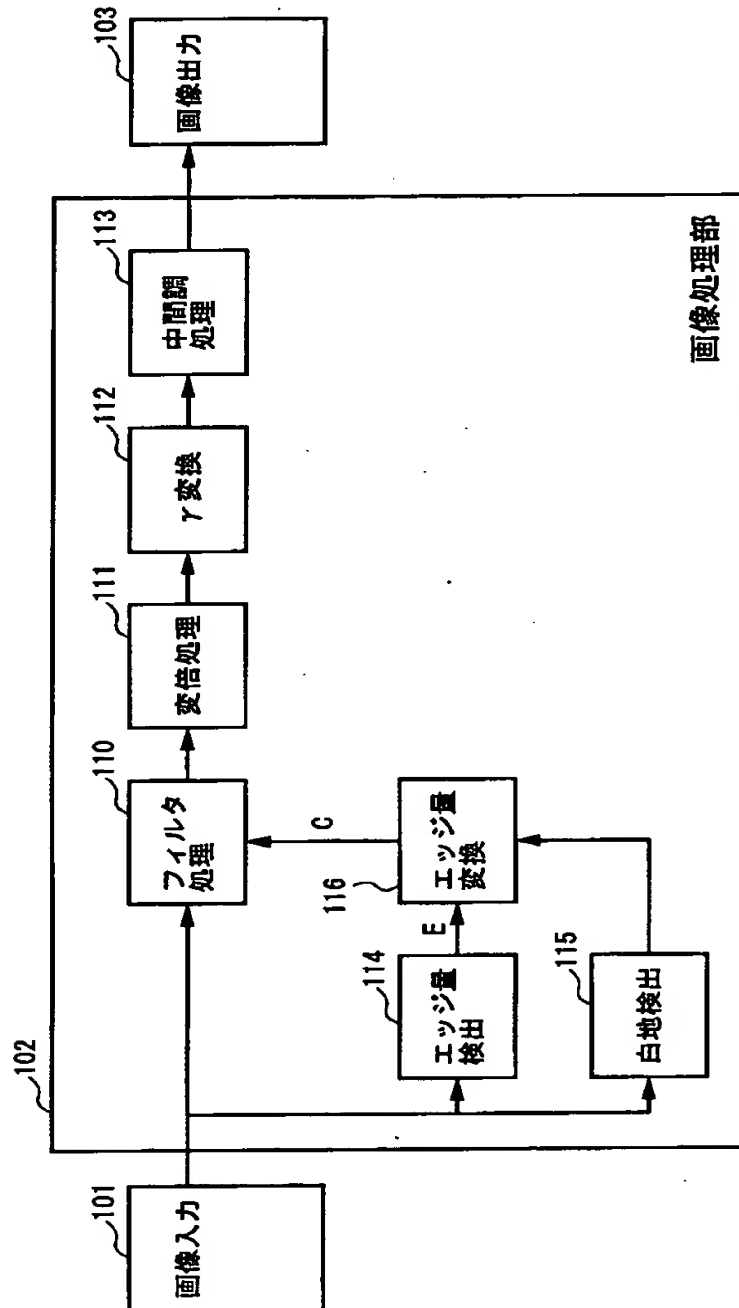 101
画像入力
102
110
フィルタ
処理
111
変倍処理
112
γ変換
113
中間調
処理
103
画像出力
C
116
エッジ量
変換
E
114
エッジ量
検出
115
白地検出
画像処理部